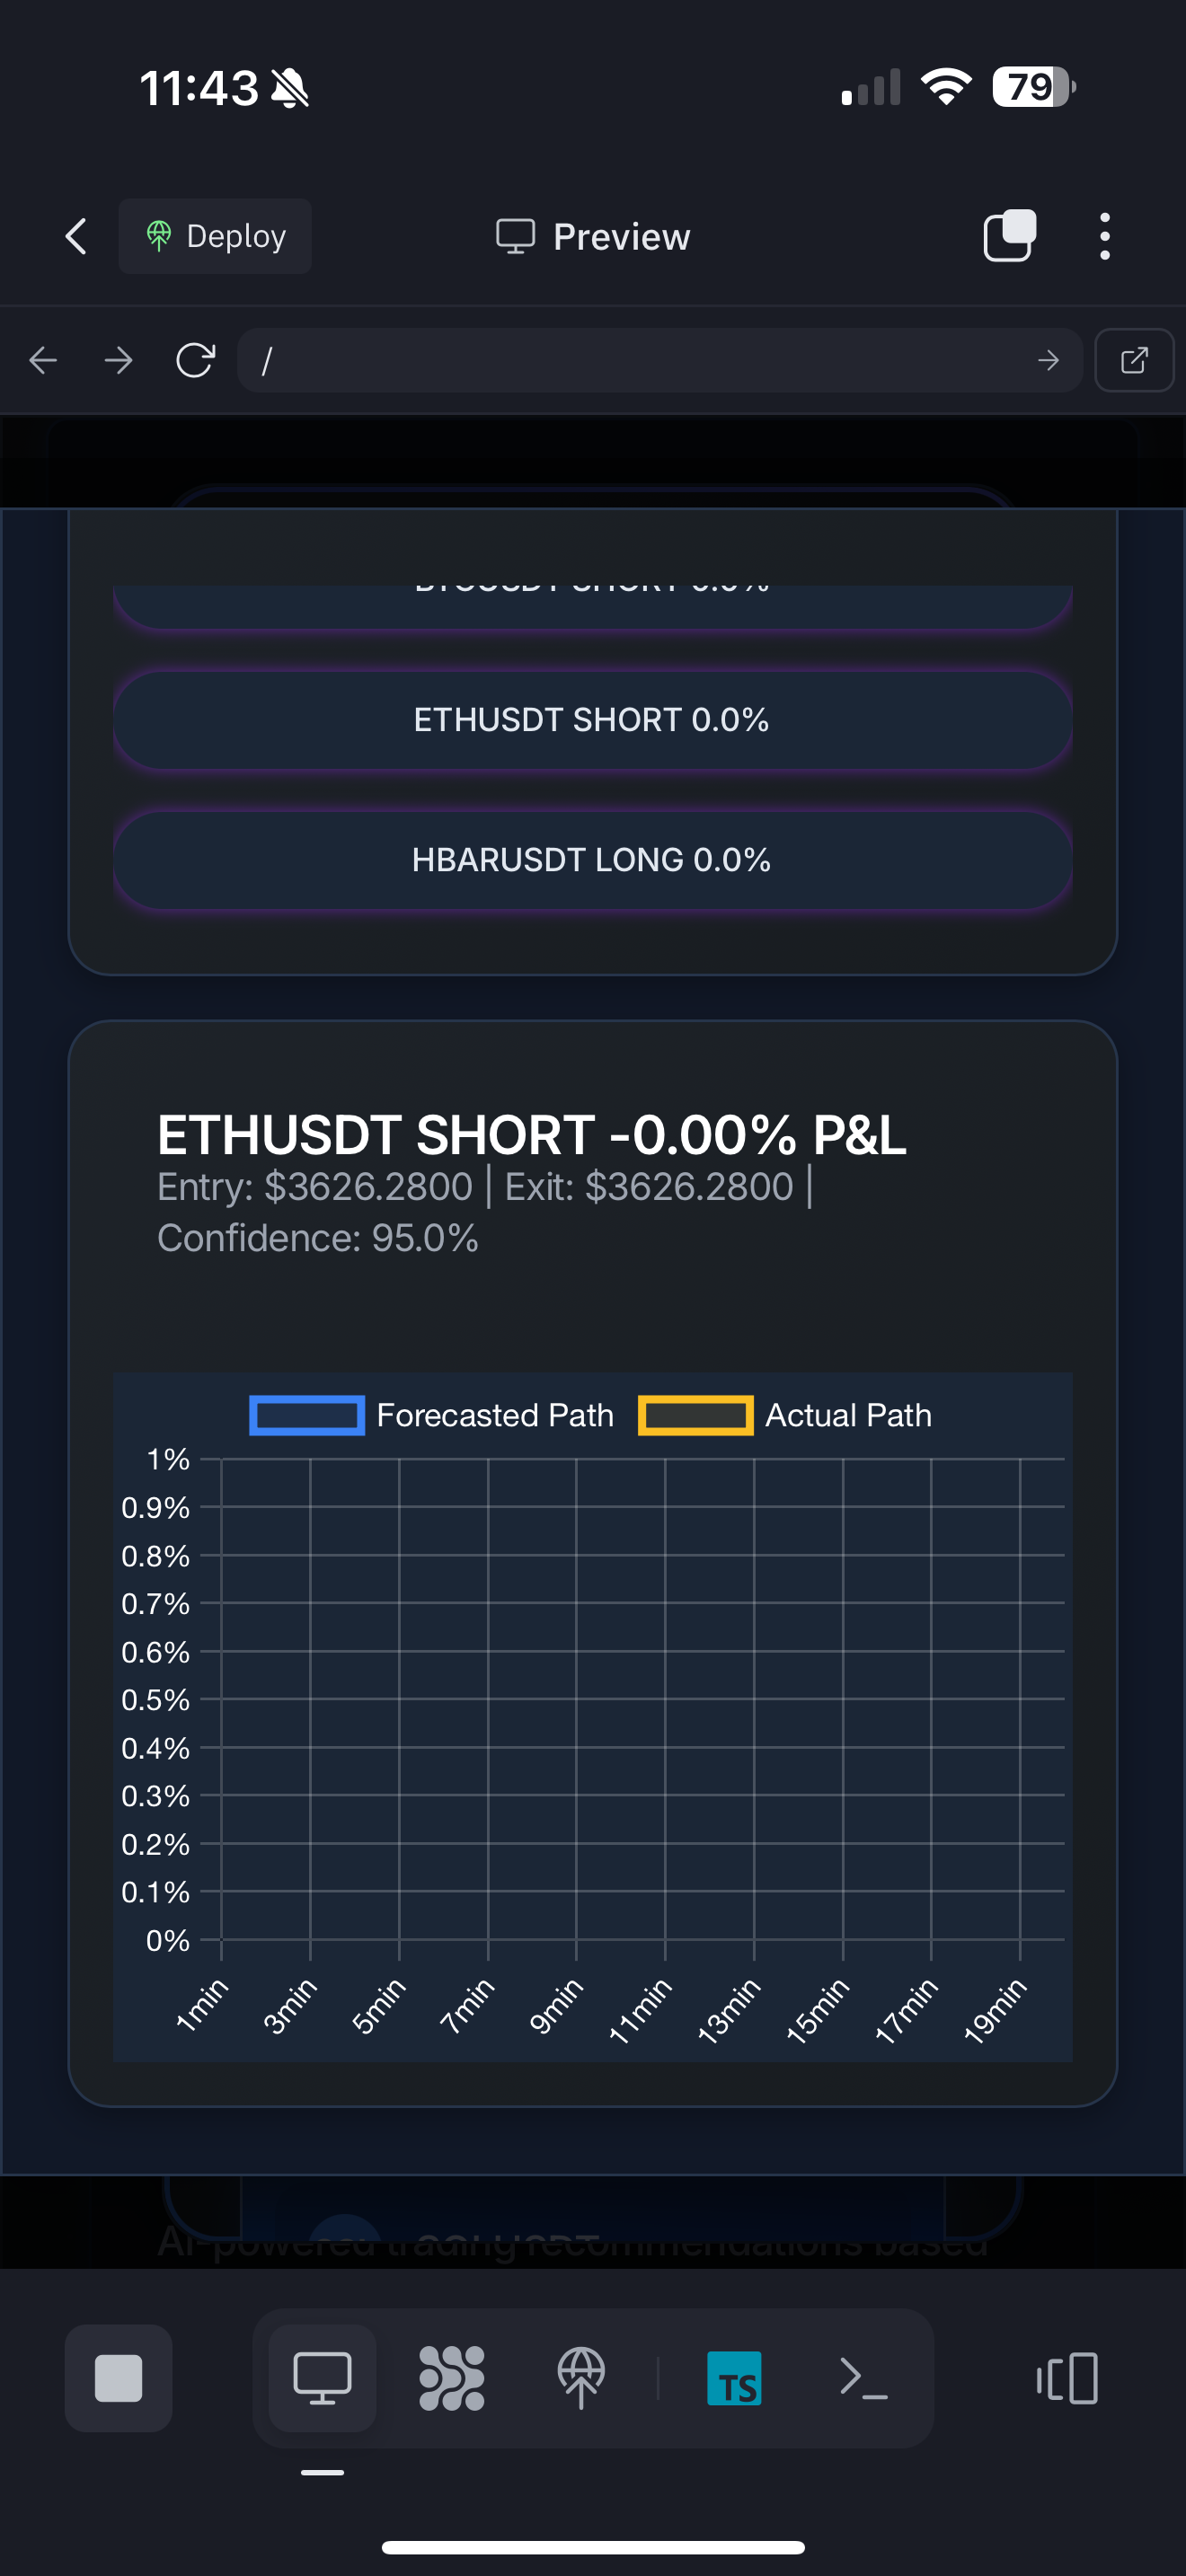 11:43
79
Deploy
Preview
/
ETHUSDT SHORT 0.0%
HBARUSDT LONG 0.0%
ETHUSDT SHORT -0.00% P&L
Entry: $3626.2800 | Exit: $3626.2800 |
Confidence: 95.0%
Forecasted Path
Actual Path
1%
0.9%
0.8%
0.7%
0.6%
0.5%
0.4%
0.3%
0.2%
0.1%
0%
1min
3min
5min
7min
9min
11min
13min
15min
17min
19min
AI-powered trading recommendations based
TS